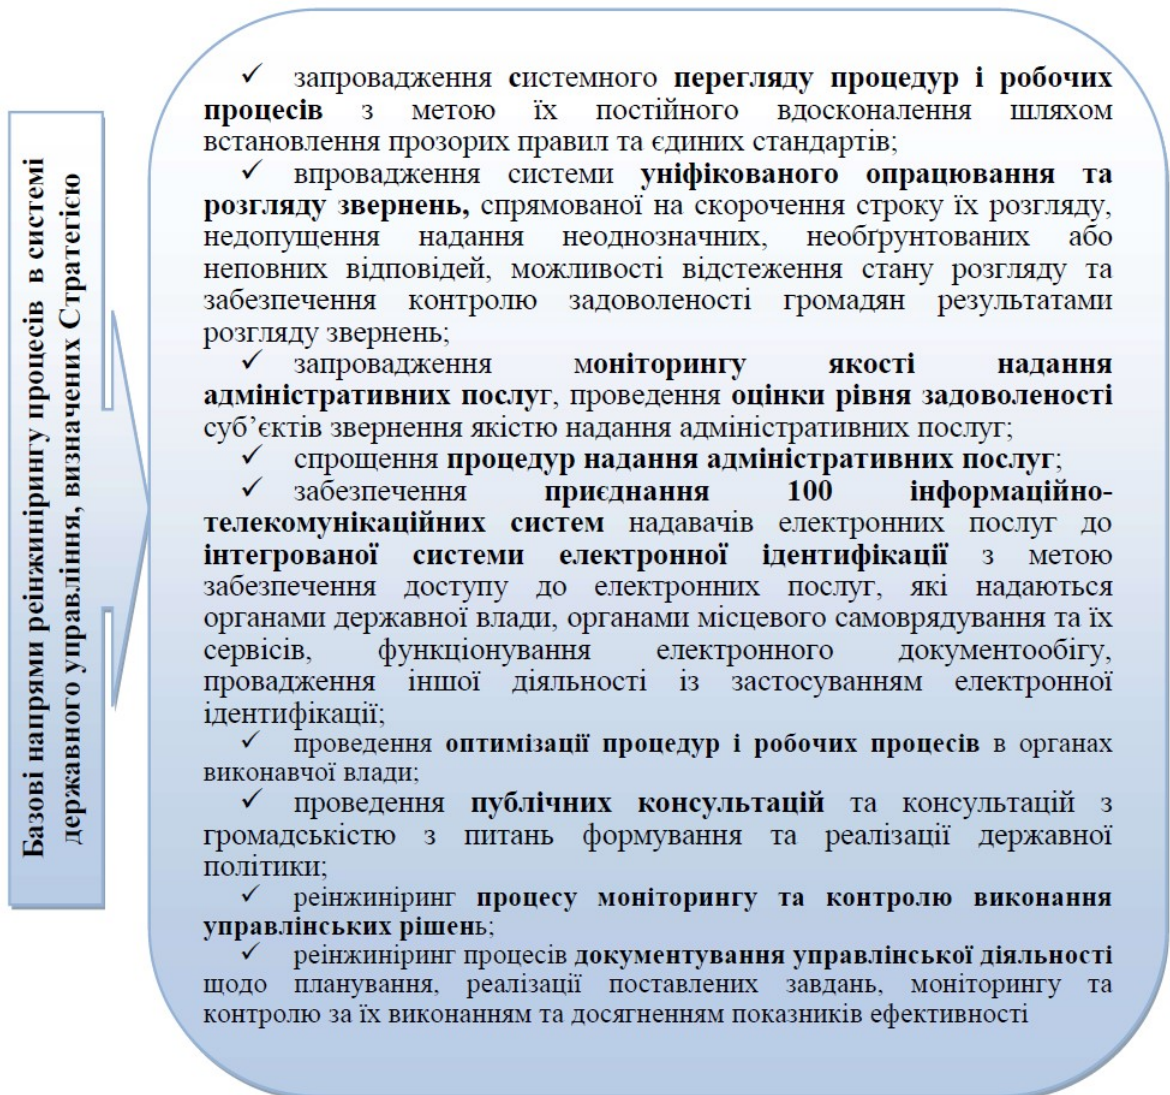 Базові напрями реінжинірингу процесів в системі
державного управління, визначених Стратегією
✓ запровадження системного перегляду процедур і робочих
процесів з метою їх постійного вдосконалення шляхом
встановлення прозорих правил та єдиних стандартів;
✓ впровадження системи уніфікованого опрацювання та
розгляду звернень, спрямованої на скорочення строку їх розгляду,
недопущення надання неоднозначних, необґрунтованих або
неповних відповідей, можливості відстеження стану розгляду та
забезпечення контролю задоволеності громадян результатами
розгляду звернень;
✓ запровадження моніторингу якості надання
адміністративних послуг, проведення оцінки рівня задоволеності
суб’єктів звернення якістю надання адміністративних послуг;
✓ спрощення процедур надання адміністративних послуг;
✓ забезпечення приєднання 100 інформаційно-
телекомунікаційних систем надавачів електронних послуг до
інтегрованої системи електронної ідентифікації з метою
забезпечення доступу до електронних послуг, які надаються
органами державної влади, органами місцевого самоврядування та їх
сервісів, функціонування електронного документообігу,
провадження іншої діяльності із застосуванням електронної
ідентифікації;
✓ проведення оптимізації процедур і робочих процесів в органах
виконавчої влади;
✓ проведення публічних консультацій та консультацій з
громадськістю з питань формування та реалізації державної
політики;
✓ реінжиніринг процесу моніторингу та контролю виконання
управлінських рішень;
✓ реінжиніринг процесів документування управлінської діяльності
щодо планування, реалізації поставлених завдань, моніторингу та
контролю за їх виконанням та досягненням показників ефективності